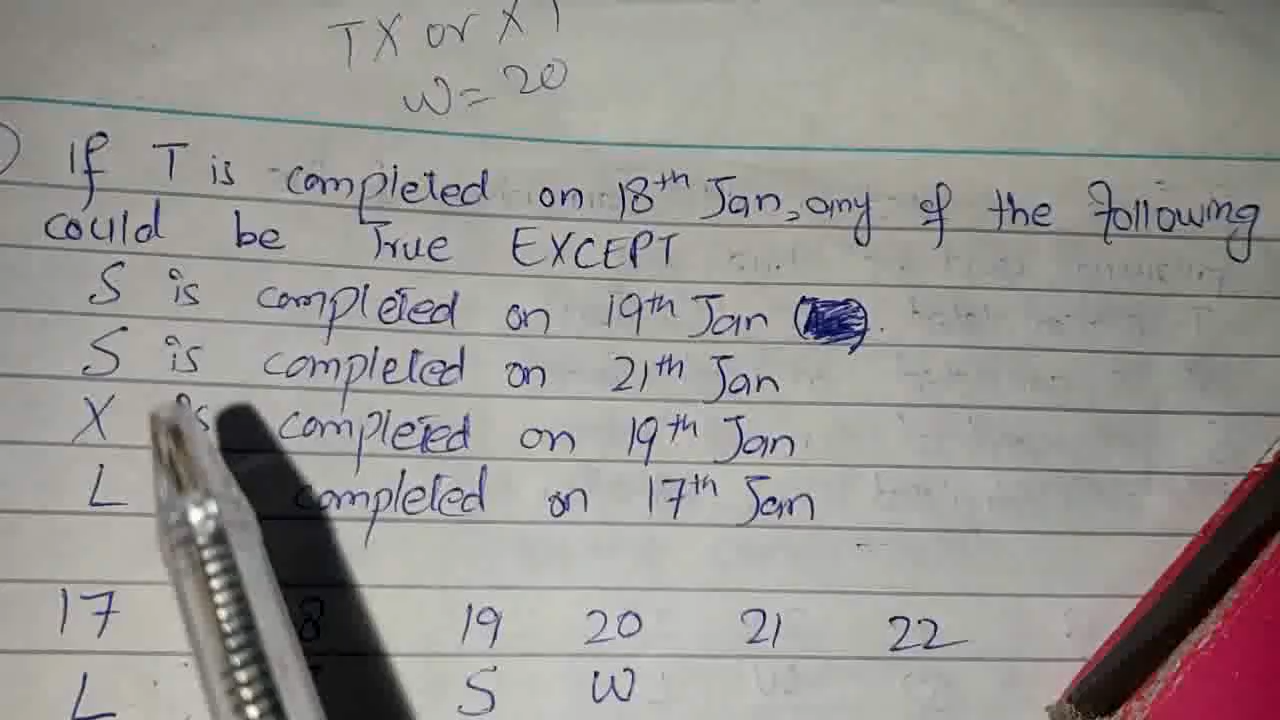 TX or X
W = 20
If T is completed on 18th Jan, any of the following
could be True EXCEPT
S is completed on 19th Jan
S is completed on 21th Jan
X is completed on 19th Jan
L completed on 17th Jan
17 8 19 20 21 22
L S W